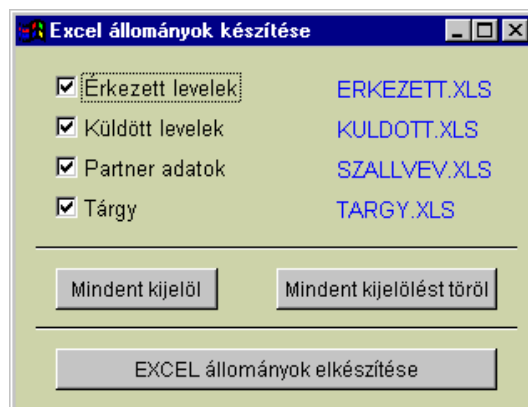 Excel állományok készítése
Érkezett levelek ERKEZETT.XLS
Küldött levelek KULDOTT.XLS
Partner adatok SZALLVEV.XLS
Tárgy TARGY.XLS
Mindent kijelöl Mindent kijelölést töröl
EXCEL állományok elkészítése